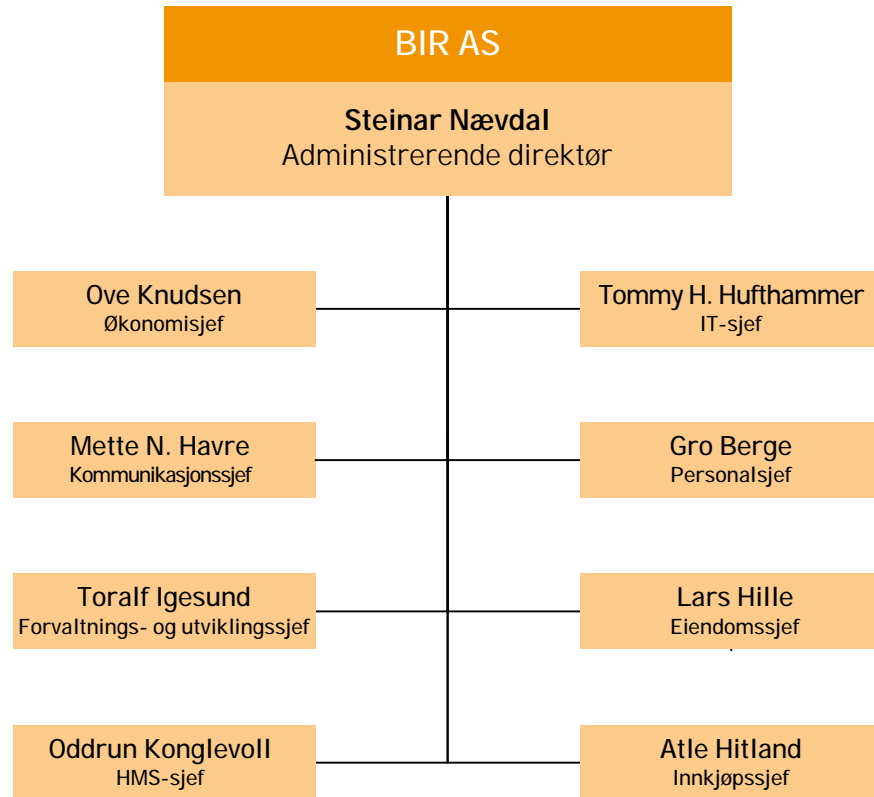 BIR AS
Steinar Nævdal
Administrerende direktør
Ove Knudsen
Økonomisjef
Tommy H. Hufthammer
IT-sjef
Mette N. Havre
Kommunikasjonssjef
Gro Berge
Personalsjef
Toralf Igesund
Forvaltnings- og utviklingssjef
Lars Hille
Eiendomssjef
Oddrun Konglevoll
HMS-sjef
Atle Hitland
Innkjøpssjef